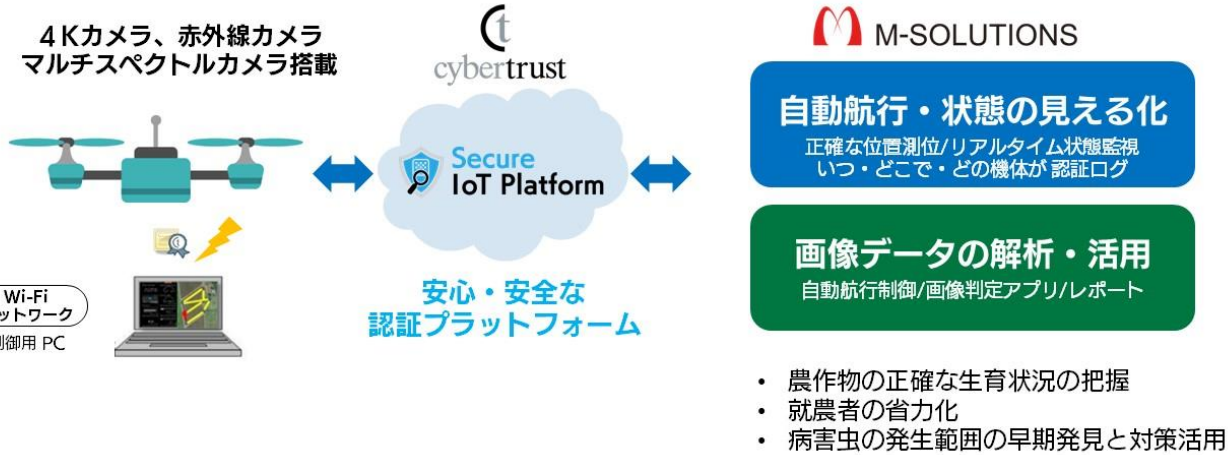 4Kカメラ、赤外線カメラ
マルチスペクトルカメラ搭載
Wi-Fi
ットワーク
御用 PC
cybertrust
Secure
IoT Platform
安心・安全な
認証プラットフォーム
M-SOLUTIONS
自動航行・状態の見える化
正確な位置測位/リアルタイム状態監視
いつ・どこで・どの機体が 認証ログ
画像データの解析・活用
自動航行制御/画像判定アプリ/レポート
• 農作物の正確な生育状況の把握
• 就農者の省力化
• 病害虫の発生範囲の早期発見と対策活用